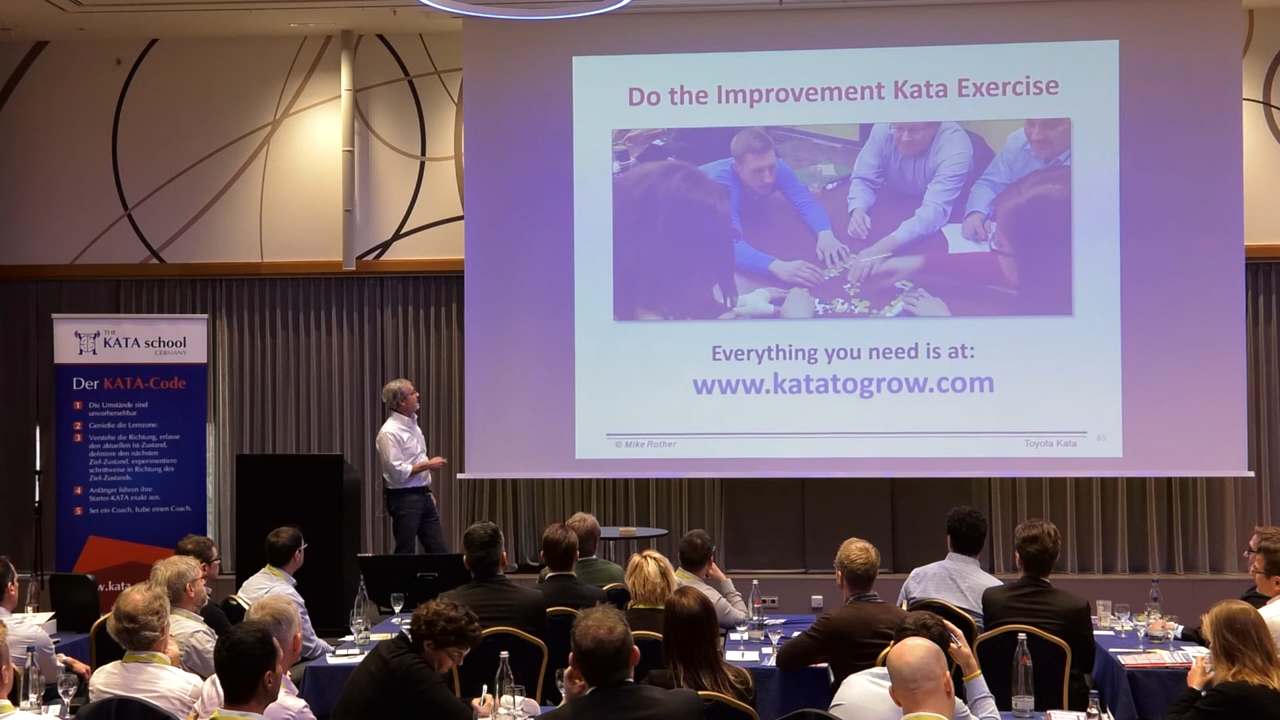 Do the Improvement Kata Exercise
Everything you need is at:
www.katatogrow.com
© Mike Rother
Toyota Kata
65
THE
KATA school
GERMANY
Der KATA-Code
1 Die Umstände sind
unvorhersehbar.
2 Genieße die Lernzone.
3 Verstehe die Richtung, erfasse
den aktuellen Ist-Zustand,
definiere den nächsten
Ziel-Zustand, experimentiere
schrittweise in Richtung des
Ziel-Zustands.
4 Anfänger führen ihre
Starter-KATA exakt aus.
5 Sei ein Coach, habe einen Coach.
w.kata